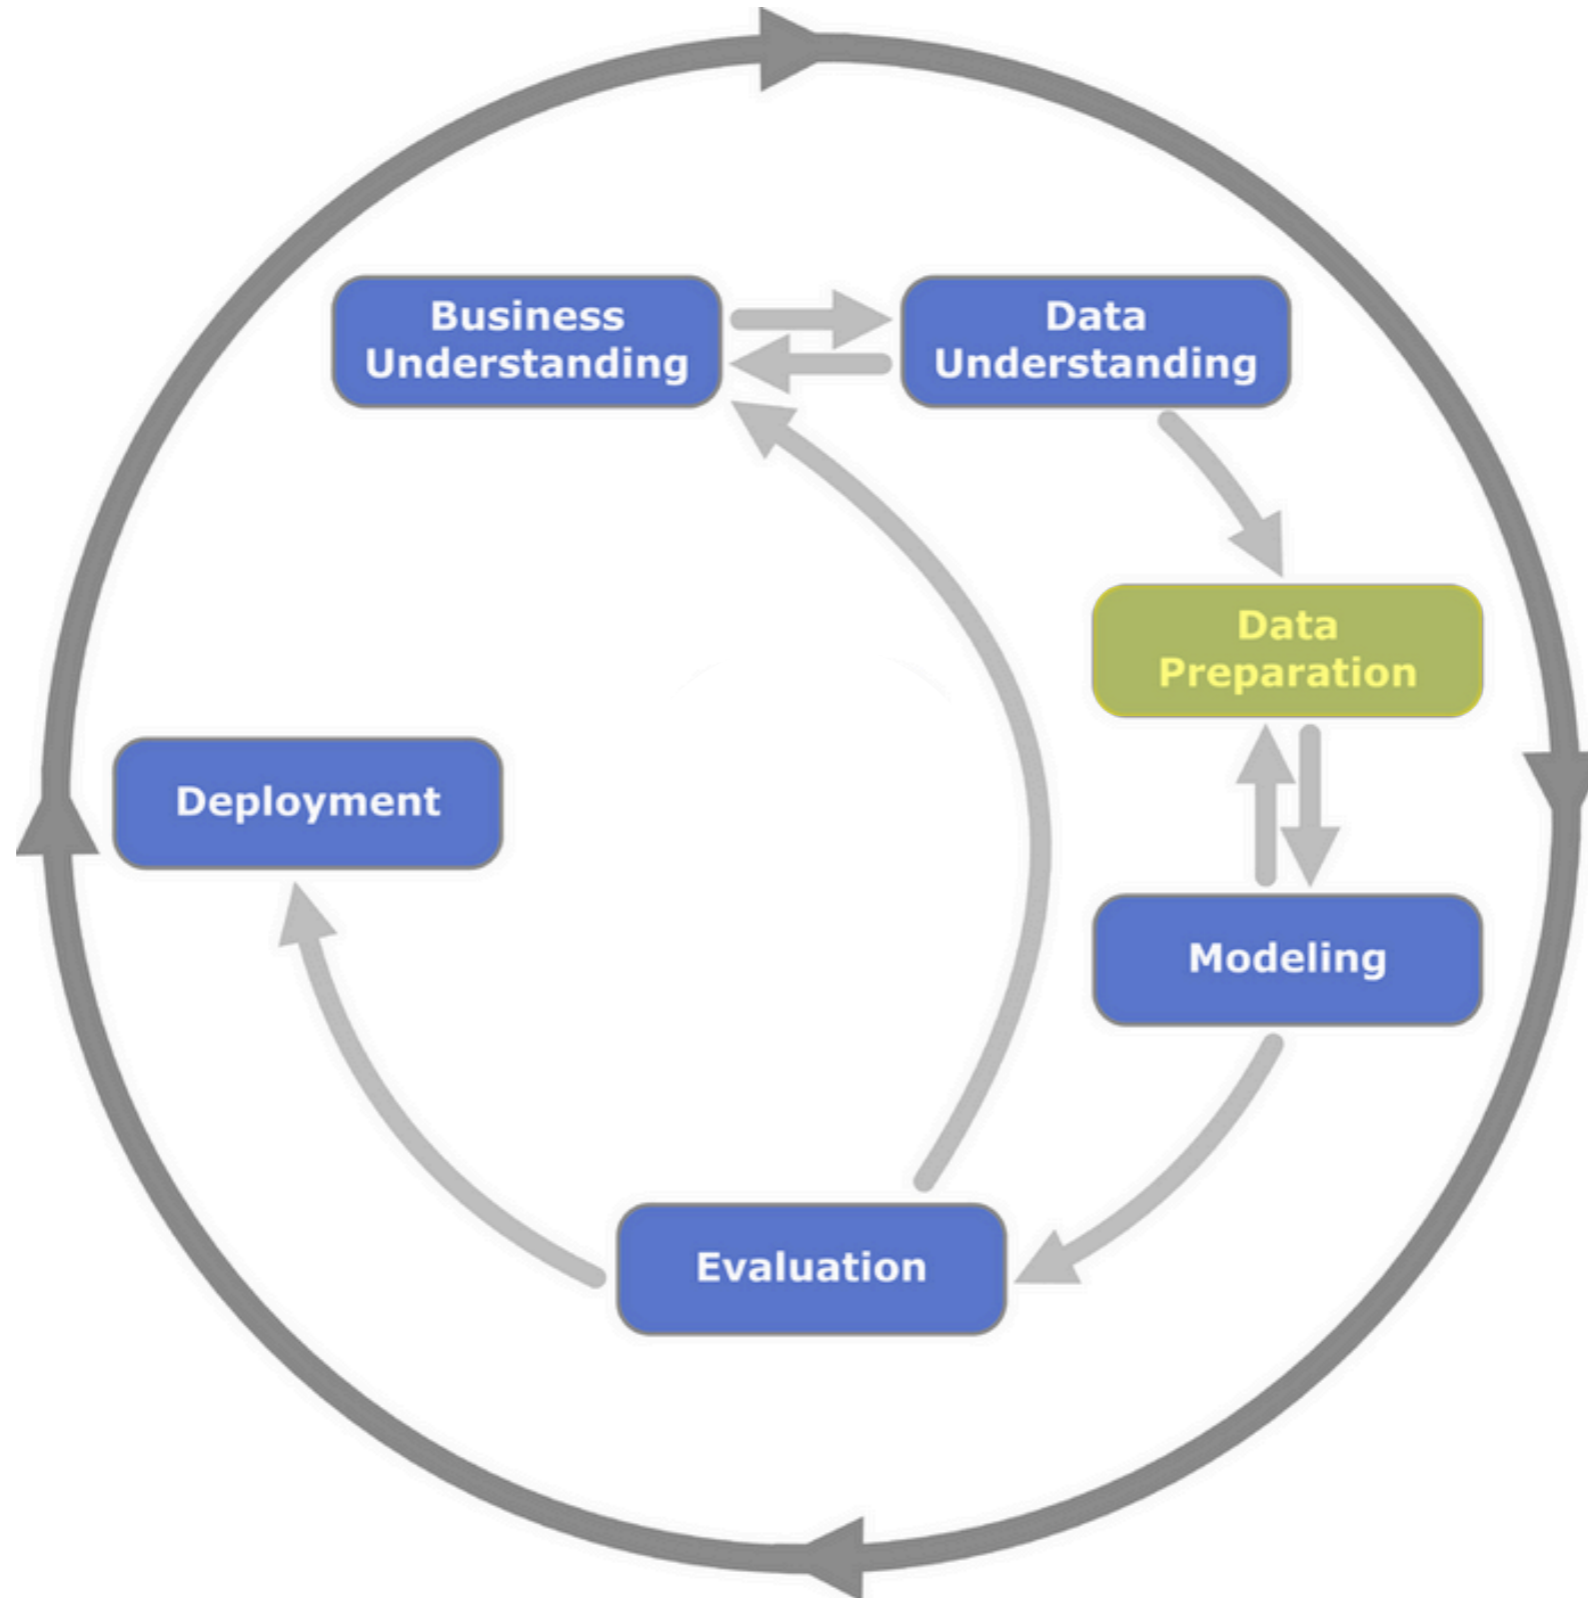 Business
Understanding
Data
Understanding
Data
Preparation
Deployment
Modeling
Evaluation